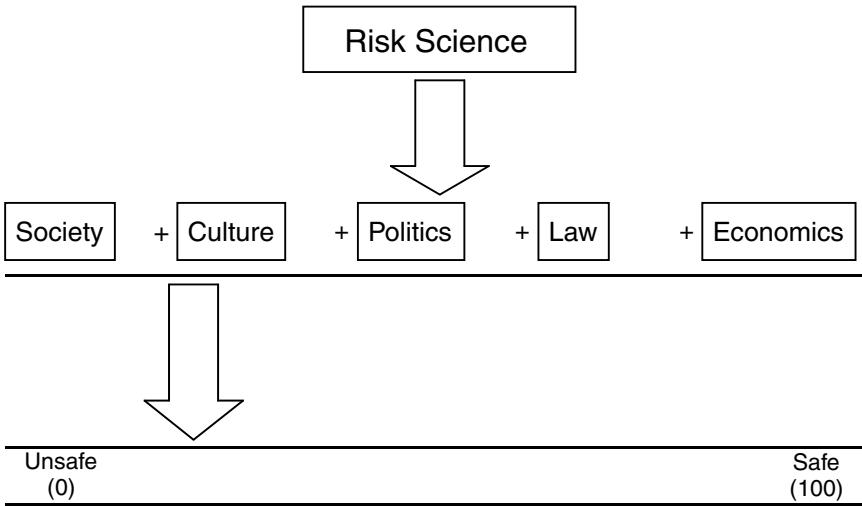 Risk Science
Society + Culture + Politics + Law + Economics
Unsafe Safe
(0) (100)